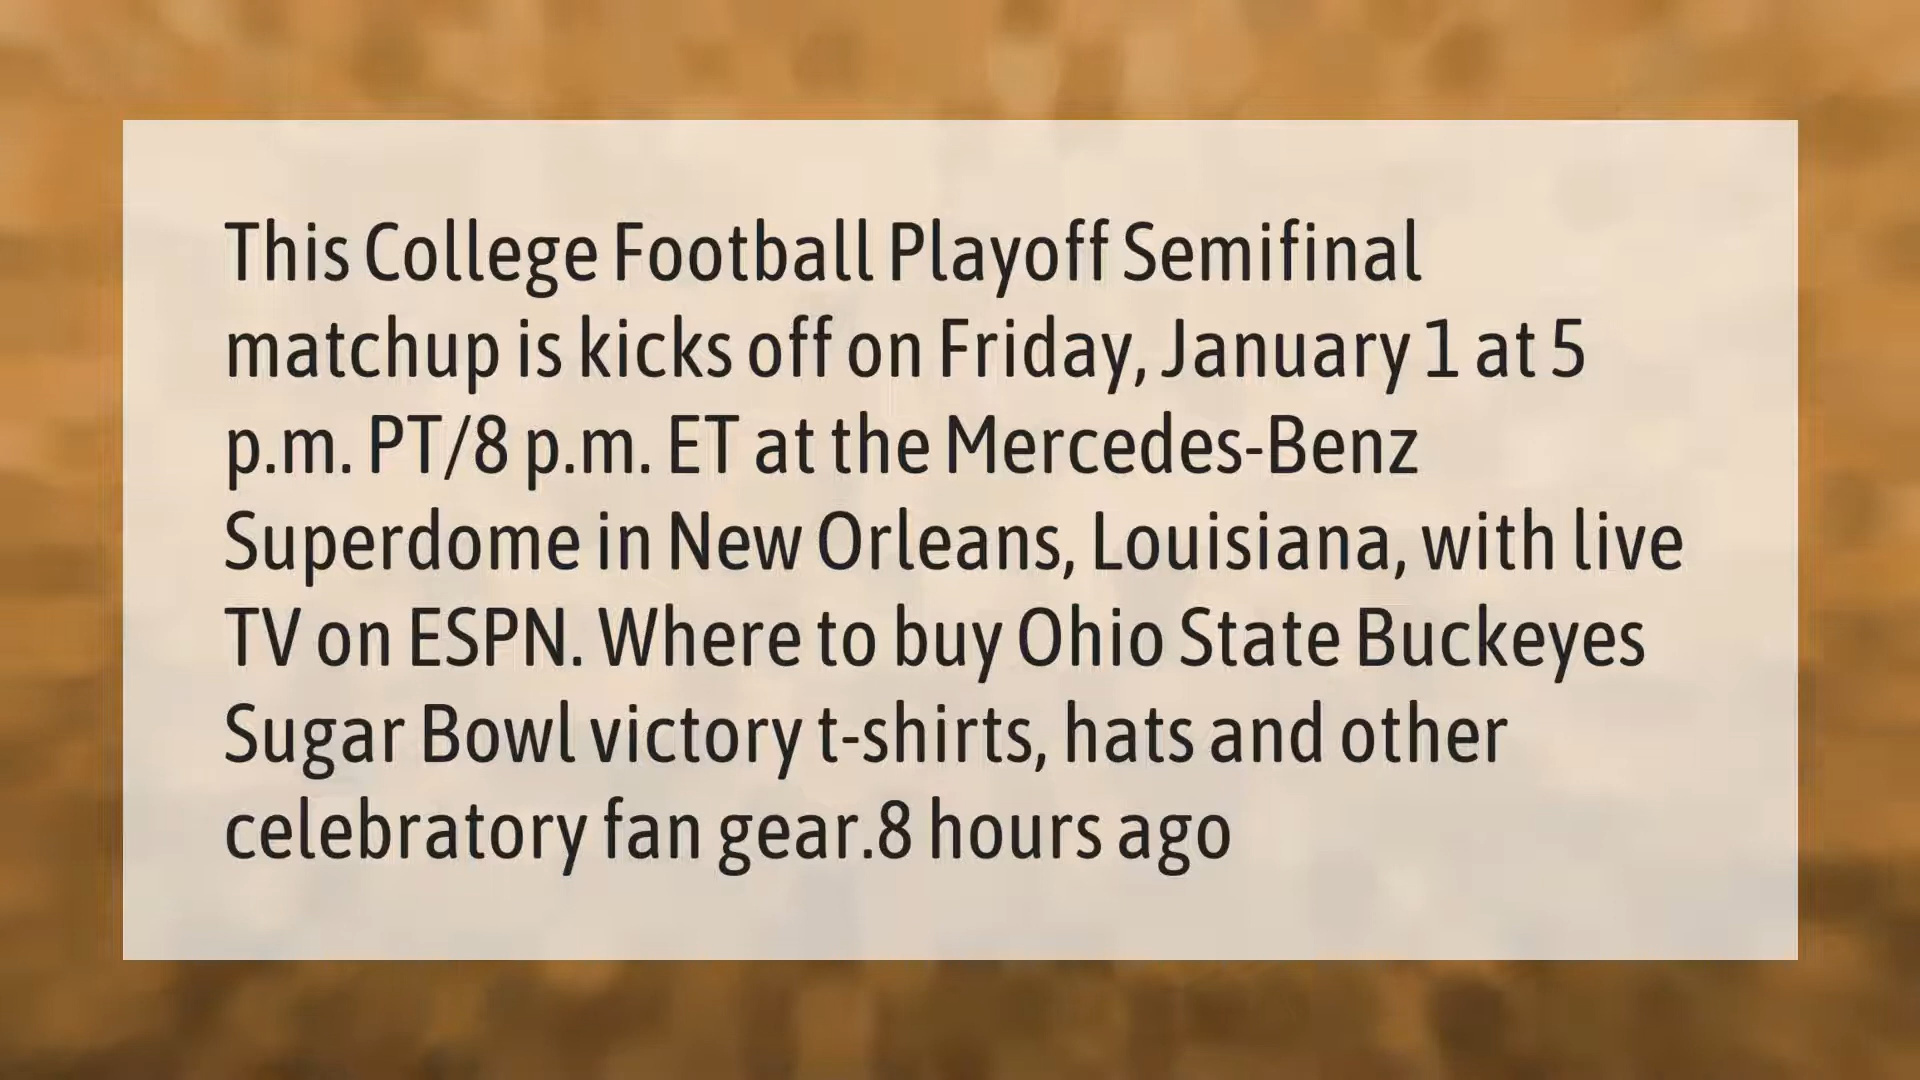 This College Football Playoff Semifinal
matchup is kicks off on Friday, January 1 at 5
p.m. PT/8 p.m. ET at the Mercedes-Benz
Superdome in New Orleans, Louisiana, with live
TV on ESPN. Where to buy Ohio State Buckeyes
Sugar Bowl victory t-shirts, hats and other
celebratory fan gear.8 hours ago